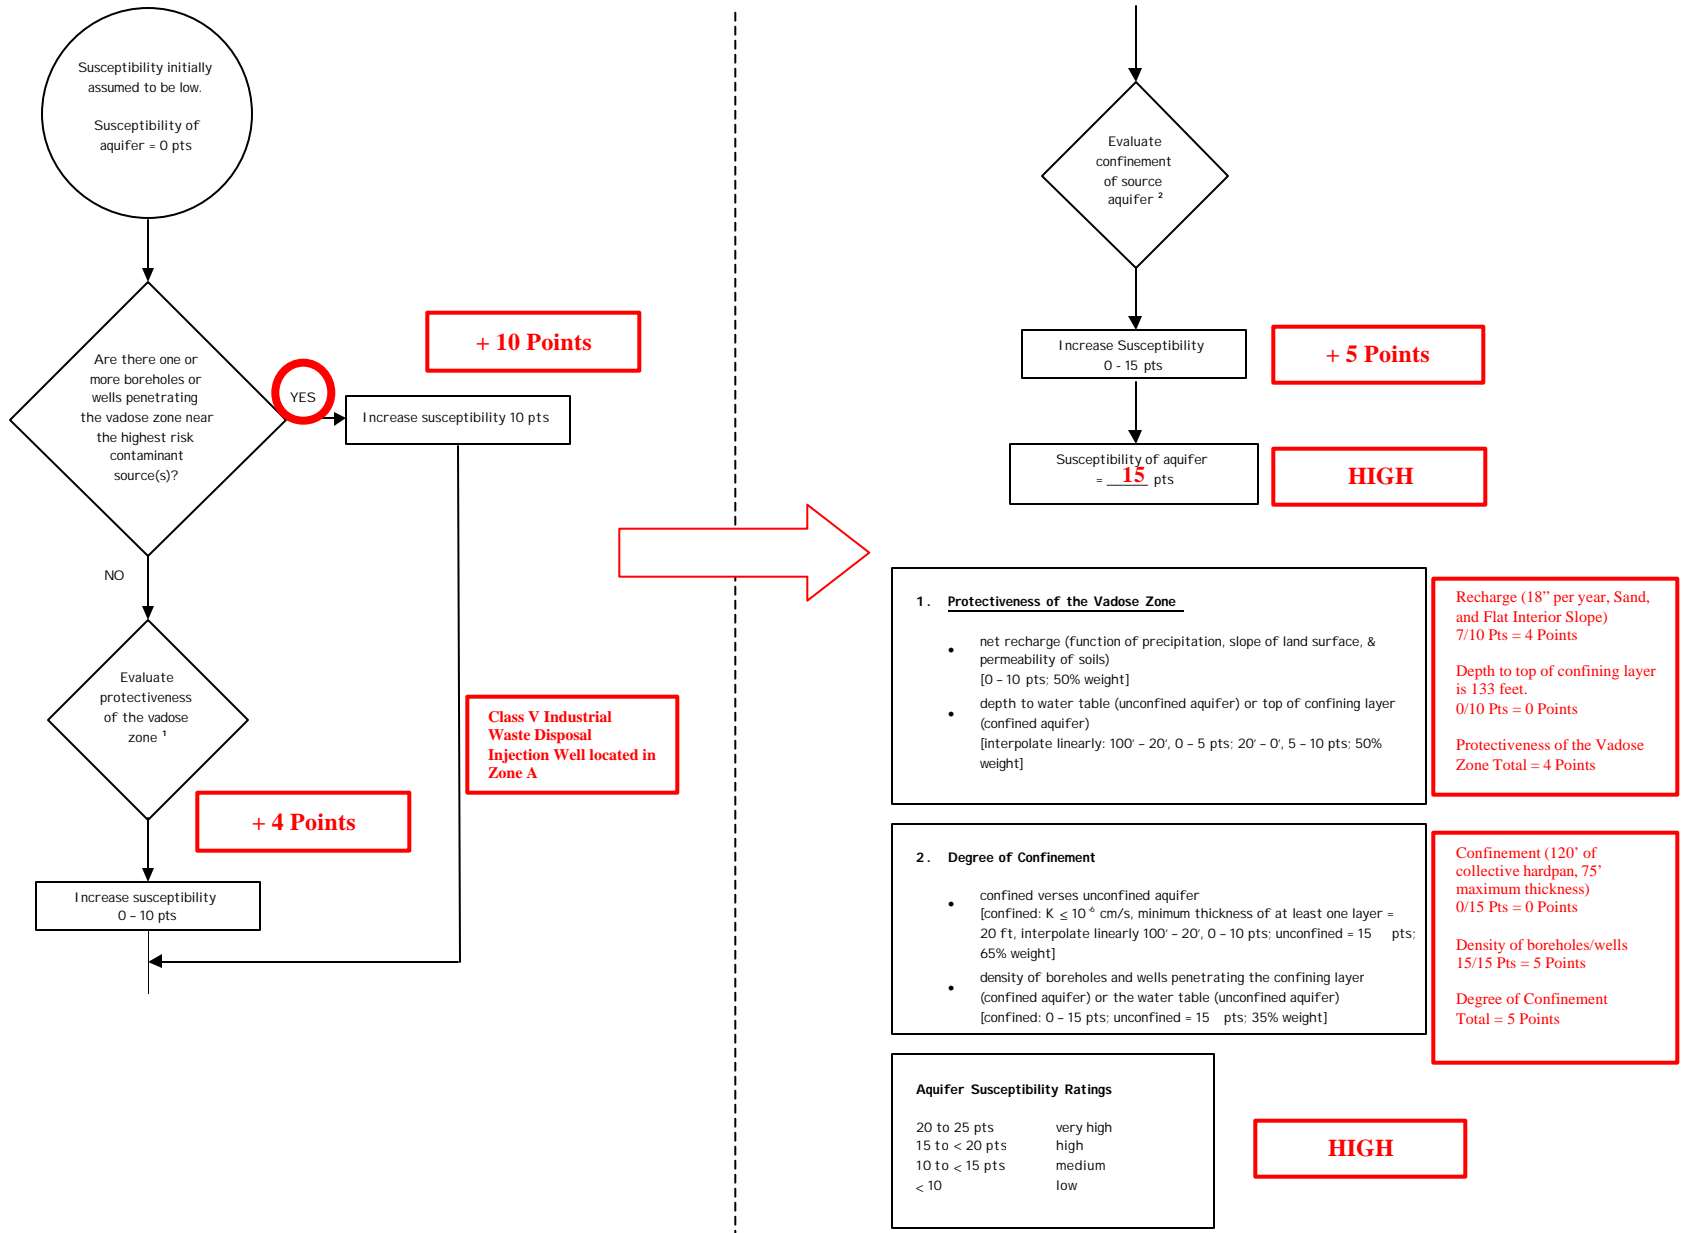 Susceptibility initially
assumed to be low.
Susceptibility of
aquifer = 0 pts
Are there one or
more boreholes or
wells penetrating
the vadose zone near
the highest risk
contaminant
source(s)?
YES
+ 10 Points
Increase susceptibility 10 pts
NO
Evaluate
protectiveness
of the vadose
zone ¹
Class V Industrial
Waste Disposal
Injection Well located in
Zone A
+ 4 Points
Increase susceptibility
0 – 10 pts
Evaluate
confinement
of source
aquifer ²
Increase Susceptibility
0 - 15 pts
+ 5 Points
Susceptibility of aquifer
= 15 pts
HIGH
1. Protectiveness of the Vadose Zone
• net recharge (function of precipitation, slope of land surface, &
permeability of soils)
[0 – 10 pts; 50% weight]
• depth to water table (unconfined aquifer) or top of confining layer
(confined aquifer)
[interpolate linearly: 100' – 20', 0 – 5 pts; 20' – 0', 5 – 10 pts; 50%
weight]
Recharge (18” per year, Sand,
and Flat Interior Slope)
7/10 Pts = 4 Points
Depth to top of confining layer
is 133 feet.
0/10 Pts = 0 Points
Protectiveness of the Vadose
Zone Total = 4 Points
2. Degree of Confinement
• confined verses unconfined aquifer
[confined: K ≤ 10⁻⁶ cm/s, minimum thickness of at least one layer =
20 ft, interpolate linearly 100' – 20', 0 – 10 pts; unconfined = 15 pts;
65% weight]
• density of boreholes and wells penetrating the confining layer
(confined aquifer) or the water table (unconfined aquifer)
[confined: 0 – 15 pts; unconfined = 15 pts; 35% weight]
Confinement (120’ of
collective hardpan, 75’
maximum thickness)
0/15 Pts = 0 Points
Density of boreholes/wells
15/15 Pts = 5 Points
Degree of Confinement
Total = 5 Points
Aquifer Susceptibility Ratings
20 to 25 pts very high
15 to < 20 pts high
10 to < 15 pts medium
< 10 low
HIGH